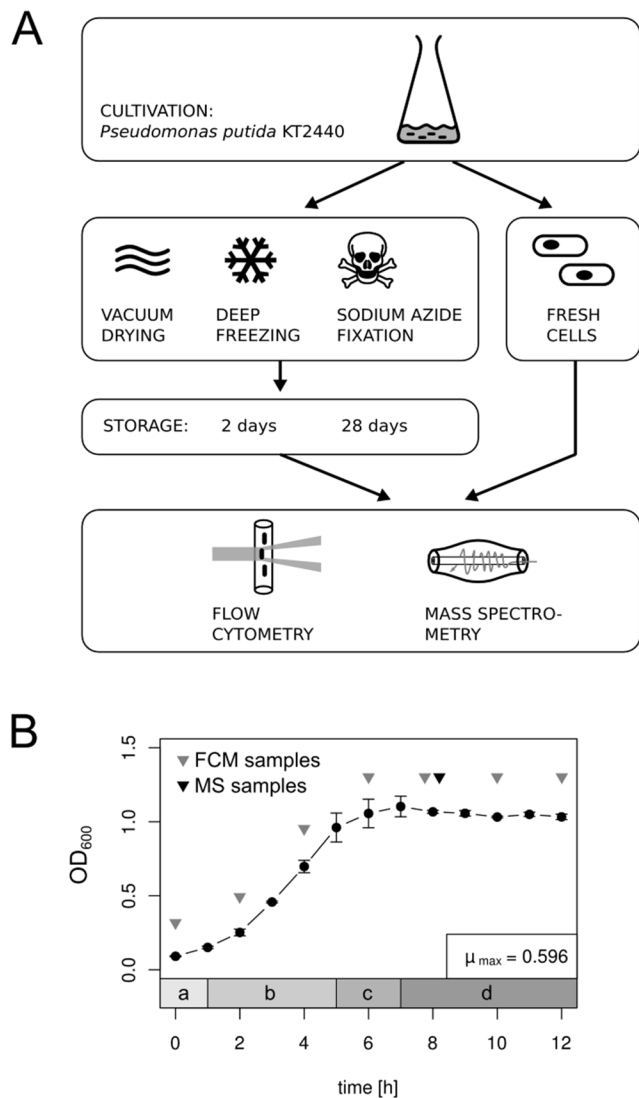 A
CULTIVATION:
Pseudomonas putida KT2440
VACUUM
DRYING
DEEP
FREEZING
SODIUM AZIDE
FIXATION
FRESH
CELLS
STORAGE: 2 days 28 days
FLOW
CYTOMETRY
MASS SPECTRO-
METRY
B
FCM samples
MS samples
OD600
1.5
1.0
0.5
0.0
μ max = 0.596
a b c d
0 2 4 6 8 10 12
time [h]